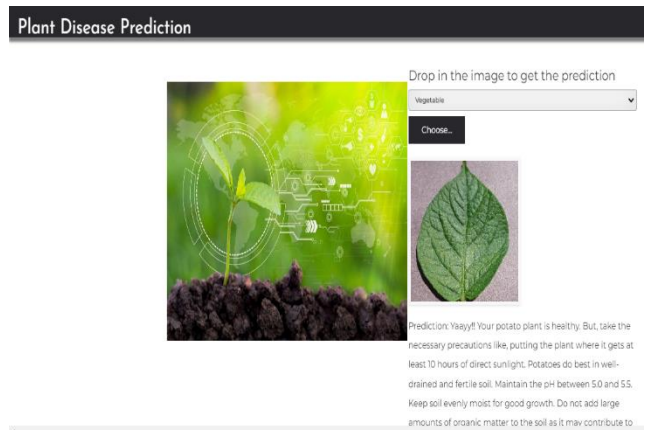 Plant Disease Prediction
Drop in the image to get the prediction
Vegetable
Choose...
Prediction: Yaayy!! Your potato plant is healthy. But, take the
necessary precautions like, putting the plant where it gets at
least 10 hours of direct sunlight. Potatoes do best in well-
drained and fertile soil. Maintain the pH between 5.0 and 5.5.
Keep soil evenly moist for good growth. Do not add large
amounts of organic matter to the soil as it may contribute to